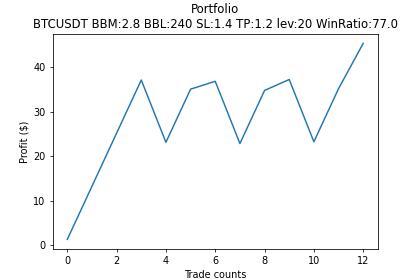 Portfolio
BTCUSDT BBM:2.8 BBL:240 SL:1.4 TP:1.2 lev:20 WinRatio:77.0
40
30
20
10
0
Profit ($)
0 2 4 6 8 10 12
Trade counts